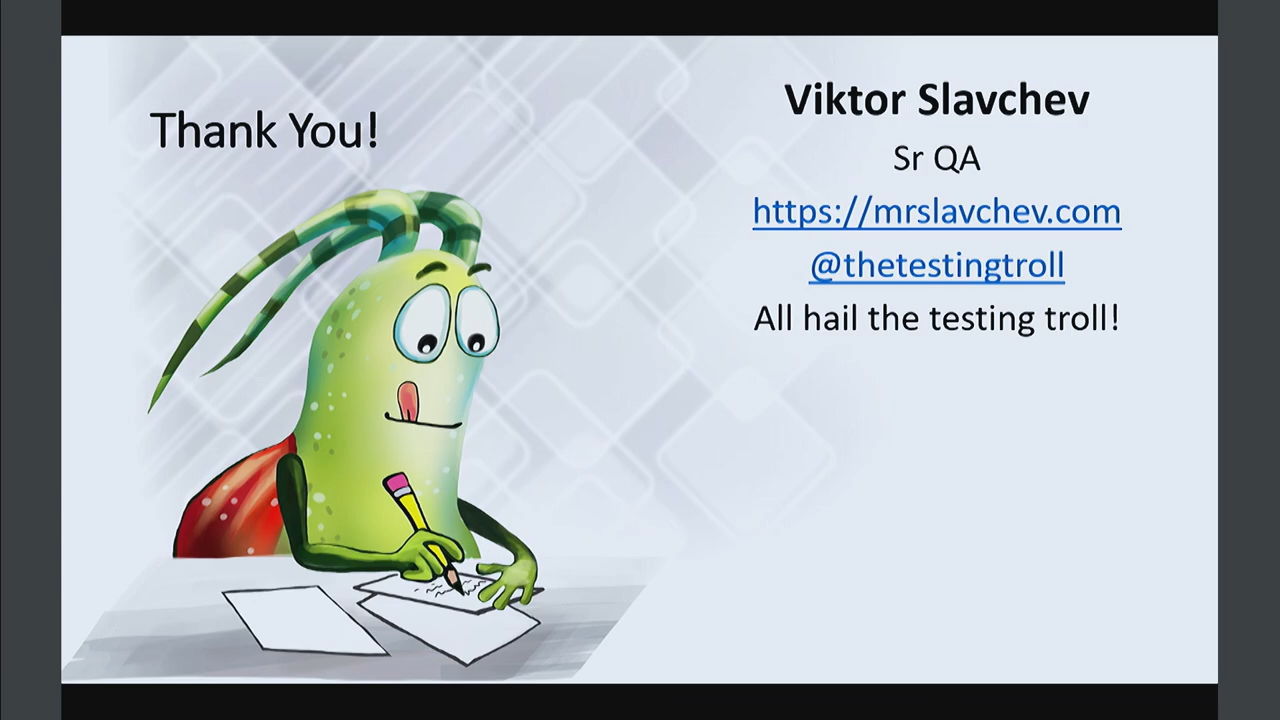 Thank You!
Viktor Slavchev
Sr QA
https://mrslavchev.com
@thetestingtroll
All hail the testing troll!